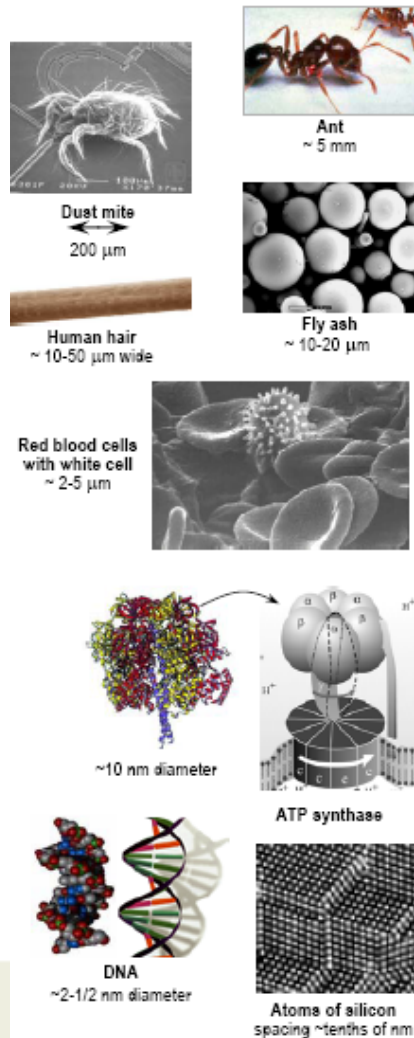 Ant
~ 5 mm
Dust mite
200 μm
Human hair
~ 10-50 μm wide
Fly ash
~ 10-20 μm
Red blood cells
with white cell
~ 2-5 μm
~10 nm diameter
ATP synthase
DNA
~2-1/2 nm diameter
Atoms of silicon
spacing ~tenths of nm